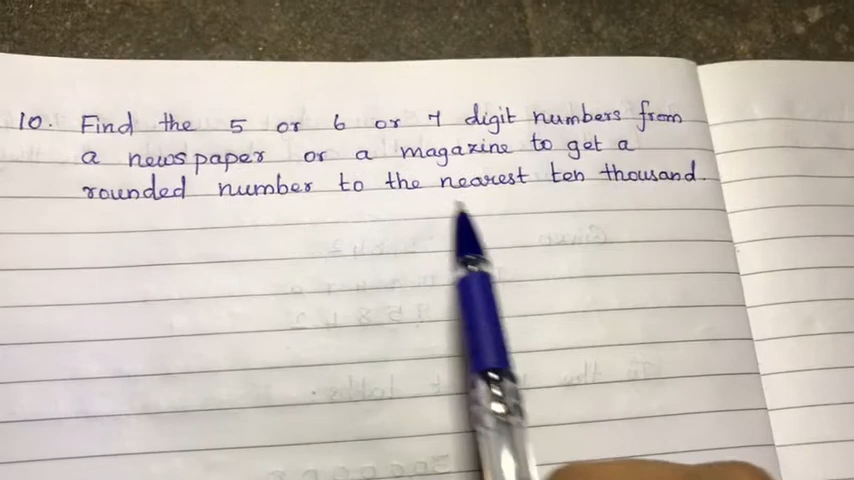 10. Find the 5 or 6 or 7 digit numbers from
a newspaper or a magazine to get a
rounded number to the nearest ten thousand.